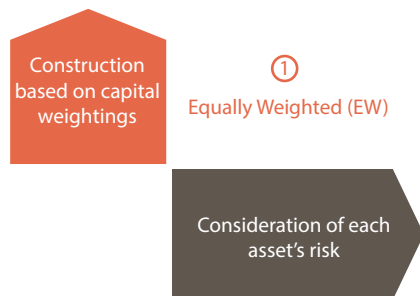 Construction
based on capital
weightings
1
Equally Weighted (EW)
Consideration of each
asset's risk